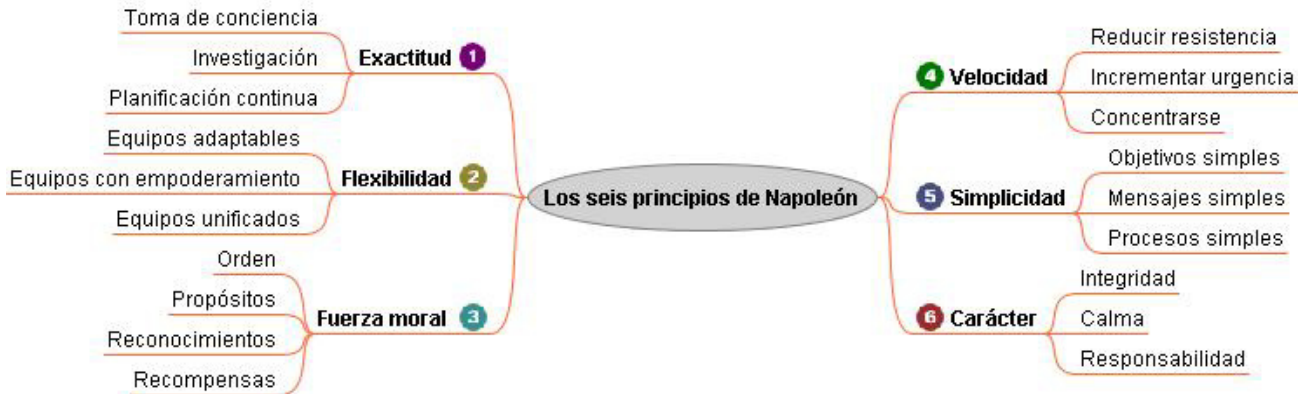 Los seis principios de Napoleón
Exactitud 1
Toma de conciencia
Investigación
Planificación continua
Flexibilidad 2
Equipos adaptables
Equipos con empoderamiento
Equipos unificados
Fuerza moral 3
Orden
Propósitos
Reconocimientos
Recompensas
4 Velocidad
Reducir resistencia
Incrementar urgencia
Concentrarse
5 Simplicidad
Objetivos simples
Mensajes simples
Procesos simples
6 Carácter
Integridad
Calma
Responsabilidad